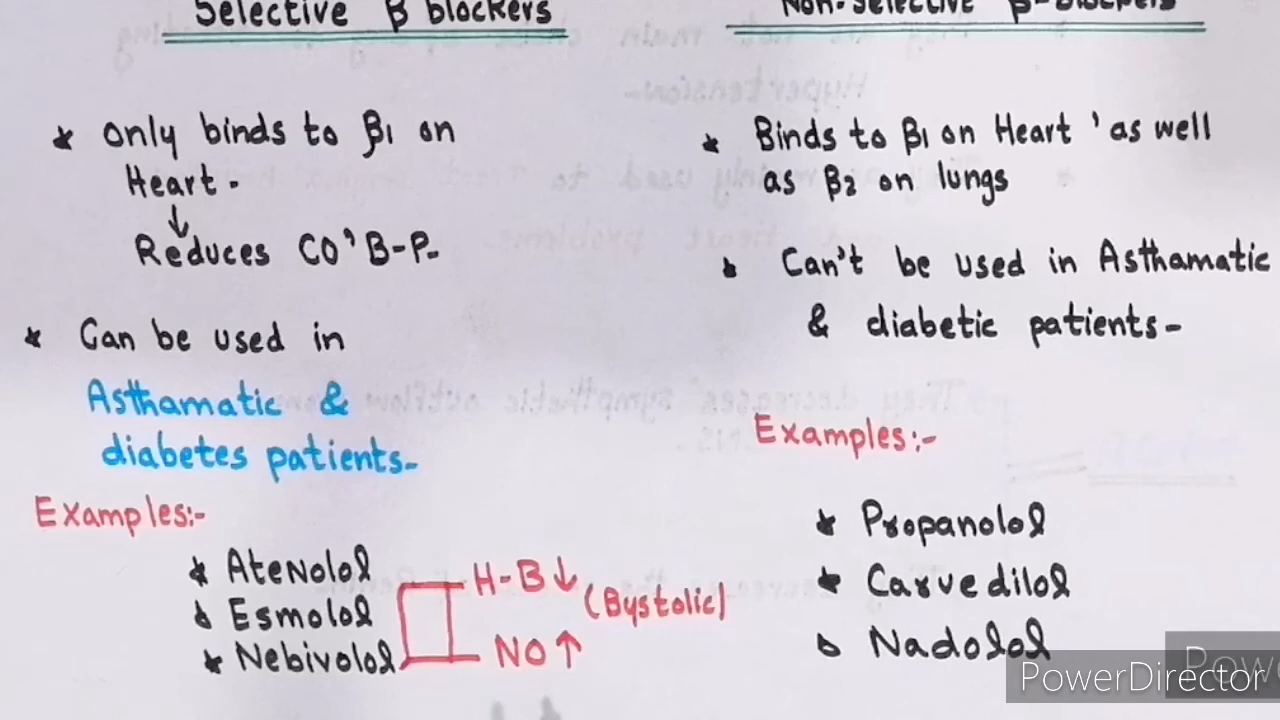 Selective β blockers
* Only binds to β1 on
Heart.
↓
Reduces CO, B-P-
* Can be used in
Asthamatic &
diabetes patients-
Examples:-
* Atenolol
* Esmolol
* Nebivolol
H-B↓
(Bystolic)
NO↑
Non-Selective β-blockers
* Binds to β1 on Heart, as well
as β2 on lungs
* Can't be used in Asthamatic
& diabetic patients-
Examples:-
* Propanolol
* Carvedilol
* Nadolol
PowerDirector